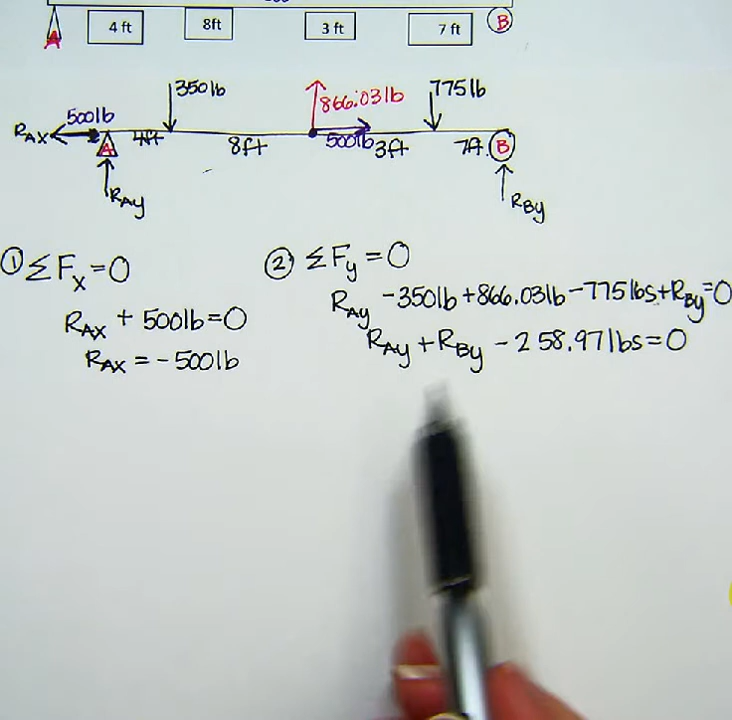 A 4 ft 8ft 3 ft 7 ft B
350lb 866.03lb 775lb
500lb
RAX A 4ft 8ft 500lb 3ft 7ft. B
RAy RBy
① ΣFx=0
RAX + 500lb=0
RAX = -500lb
② ΣFy=0
RAy -350lb+866.03lb-775lbs+RBy=0
RAy+RBy - 258.97lbs=0